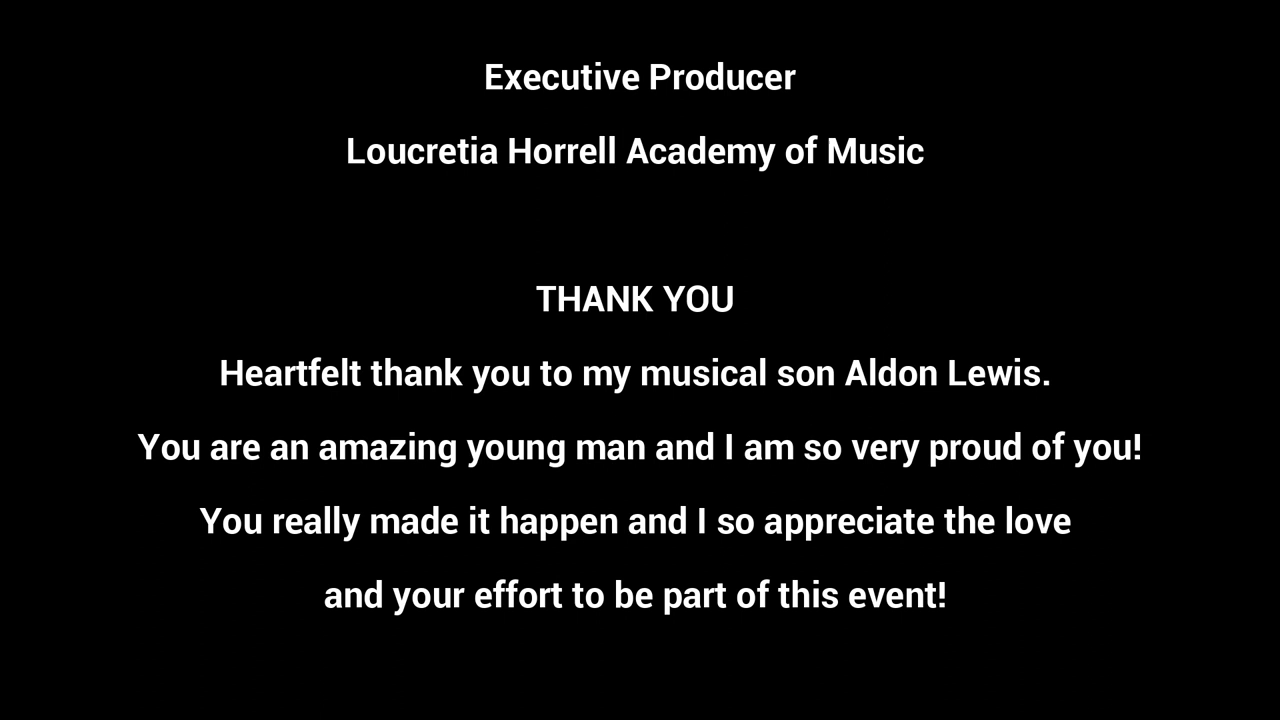 Executive Producer
Loucretia Horrell Academy of Music
THANK YOU
Heartfelt thank you to my musical son Aldon Lewis.
You are an amazing young man and I am so very proud of you!
You really made it happen and I so appreciate the love
and your effort to be part of this event!